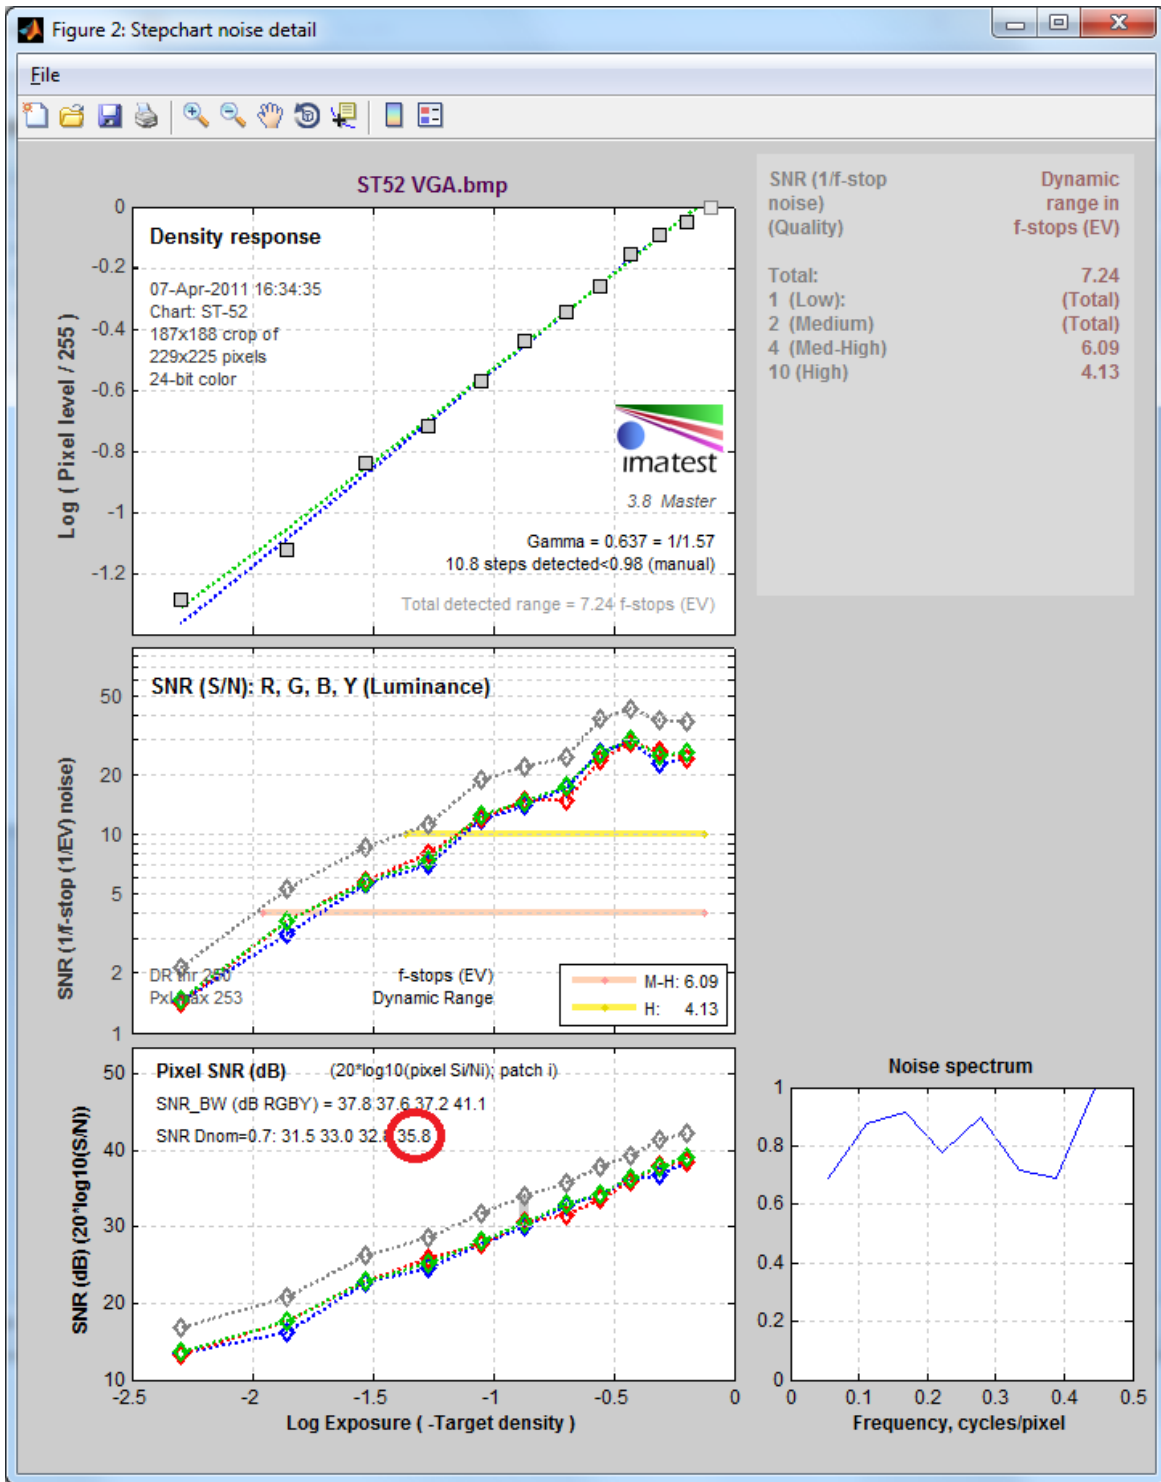 Figure 2: Stepchart noise detail
File
ST52 VGA.bmp
Density response
07-Apr-2011 16:34:35
Chart: ST-52
187x188 crop of
229x225 pixels
24-bit color
imatest
3.8 Master
Gamma = 0.637 = 1/1.57
10.8 steps detected<0.98 (manual)
Total detected range = 7.24 f-stops (EV)
Log ( Pixel level / 255 )
0
-0.2
-0.4
-0.6
-0.8
-1
-1.2
SNR (1/f-stop
noise)
(Quality)
Dynamic
range in
f-stops (EV)
Total: 7.24
1 (Low): (Total)
2 (Medium) (Total)
4 (Med-High) 6.09
10 (High) 4.13
SNR (S/N): R, G, B, Y (Luminance)
SNR (1/f-stop (1/EV) noise)
50
20
10
5
2
1
DR thr 250
Pxl max 253
f-stops (EV)
Dynamic Range
M-H: 6.09
H: 4.13
Pixel SNR (dB) (20*log10(pixel Si/Ni); patch i)
SNR_BW (dB RGBY) = 37.8 37.6 37.2 41.1
SNR Dnom=0.7: 31.5 33.0 32. 35.8
SNR (dB) (20*log10(S/N))
50
40
30
20
10
-2.5 -2 -1.5 -1 -0.5 0
Log Exposure ( -Target density )
Noise spectrum
1
0.8
0.6
0.4
0.2
0
0 0.1 0.2 0.3 0.4 0.5
Frequency, cycles/pixel